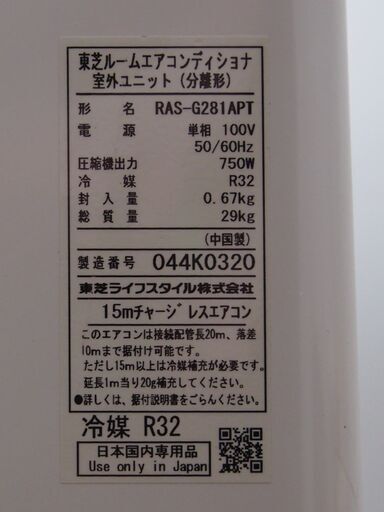 東芝ルームエアコンディショナ
室外ユニット（分離形）
形 名 RAS-G281APT
電 源 単相 100V
50/60Hz
圧縮機出力 750W
冷 媒 R32
封 入 量 0.67kg
総 質 量 29kg
（中国製）
製造番号 044K0320
東芝ライフスタイル株式会社
15mチャージレスエアコン
このエアコンは接続配管長20m、落差
10mまで据付け可能です。
ただし15m以上は冷媒補充が必要です。
延長1m当り20g補充してください。
●詳しくは、据付説明書をごらんください。
冷媒 R32
日本国内専用品
Use only in Japan